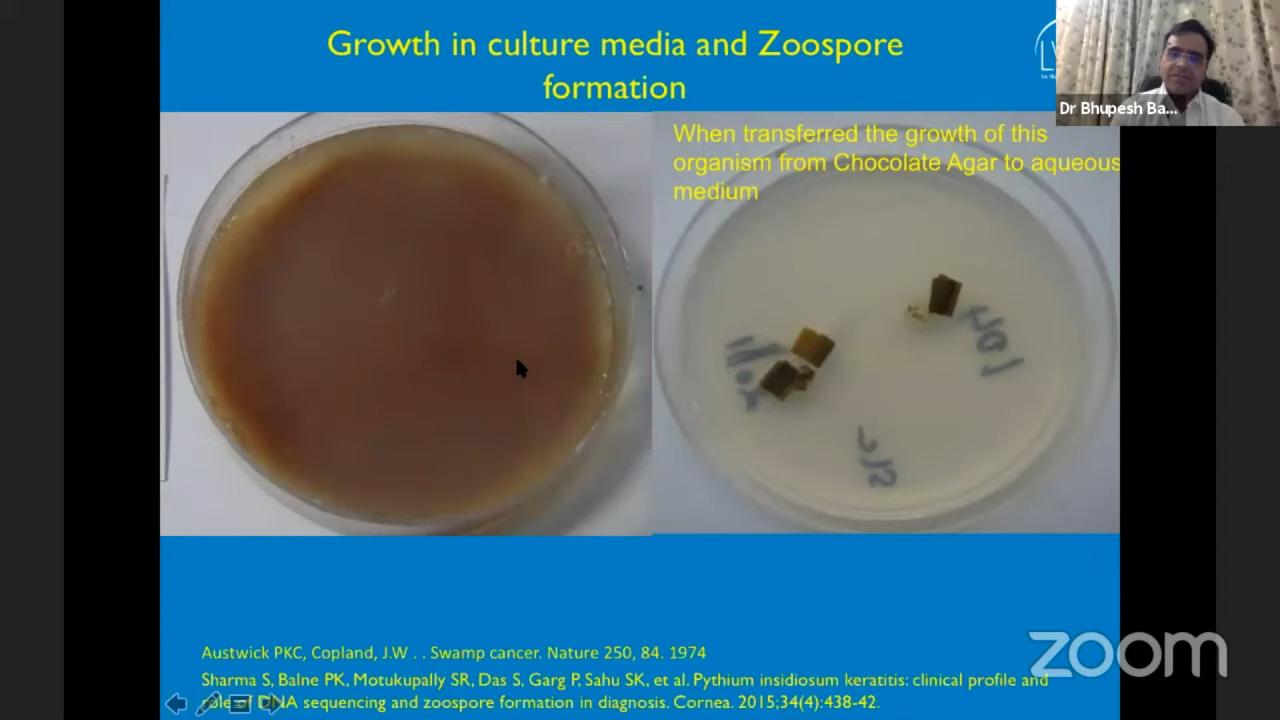 Growth in culture media and Zoospore
formation
Dr Bhupesh Ba...
When transferred the growth of this
organism from Chocolate Agar to aqueous
medium
Austwick PKC, Copland, J.W . . Swamp cancer. Nature 250, 84. 1974
Sharma S, Balne PK, Motukupally SR, Das S, Garg P, Sahu SK, et al. Pythium insidiosum keratitis: clinical profile and
role of DNA sequencing and zoospore formation in diagnosis. Cornea. 2015;34(4):438-42.
zoom